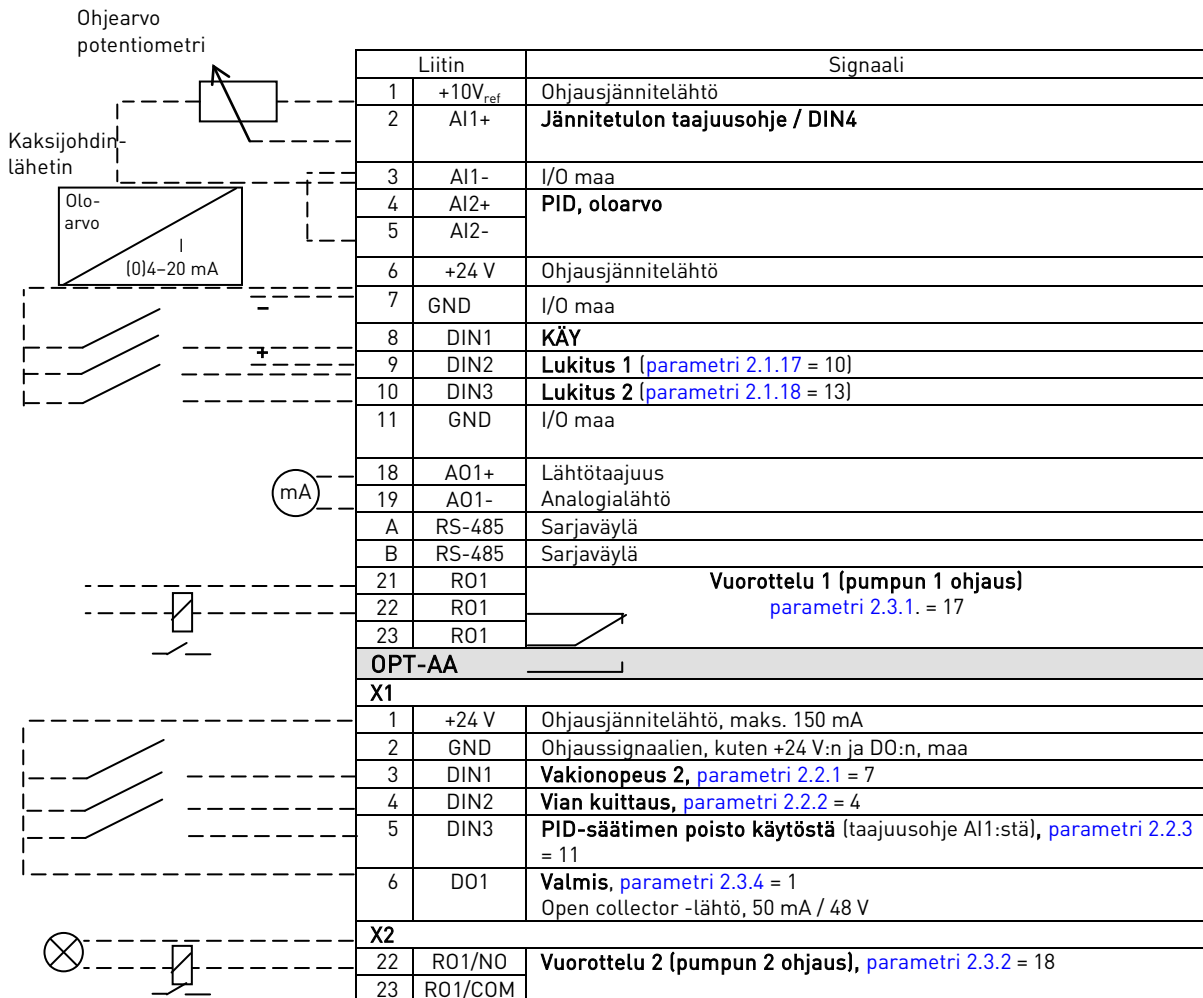 Ohjearvo
potentiometri
Liitin Signaali
1 +10Vref Ohjausjännitelähtö
2 AI1+ Jännitetulon taajuusohje / DIN4
Kaksijohdin-
lähetin
3 AI1- I/O maa
Olo-
arvo
I
(0)4–20 mA
4 AI2+ PID, oloarvo
5 AI2-
6 +24 V Ohjausjännitelähtö
7 GND I/O maa
–
8 DIN1 KÄY
+
9 DIN2 Lukitus 1 (parametri 2.1.17 = 10)
10 DIN3 Lukitus 2 (parametri 2.1.18 = 13)
11 GND I/O maa
mA
18 AO1+ Lähtötaajuus
19 AO1- Analogialähtö
A RS-485 Sarjaväylä
B RS-485 Sarjaväylä
21 RO1 Vuorottelu 1 (pumpun 1 ohjaus)
22 RO1 parametri 2.3.1. = 17
23 RO1
OPT-AA
X1
1 +24 V Ohjausjännitelähtö, maks. 150 mA
2 GND Ohjaussignaalien, kuten +24 V:n ja DO:n, maa
3 DIN1 Vakionopeus 2, parametri 2.2.1 = 7
4 DIN2 Vian kuittaus, parametri 2.2.2 = 4
5 DIN3 PID-säätimen poisto käytöstä (taajuusohje AI1:stä), parametri 2.2.3
= 11
6 DO1 Valmis, parametri 2.3.4 = 1
Open collector -lähtö, 50 mA / 48 V
X2
22 RO1/NO Vuorottelu 2 (pumpun 2 ohjaus), parametri 2.3.2 = 18
23 RO1/COM